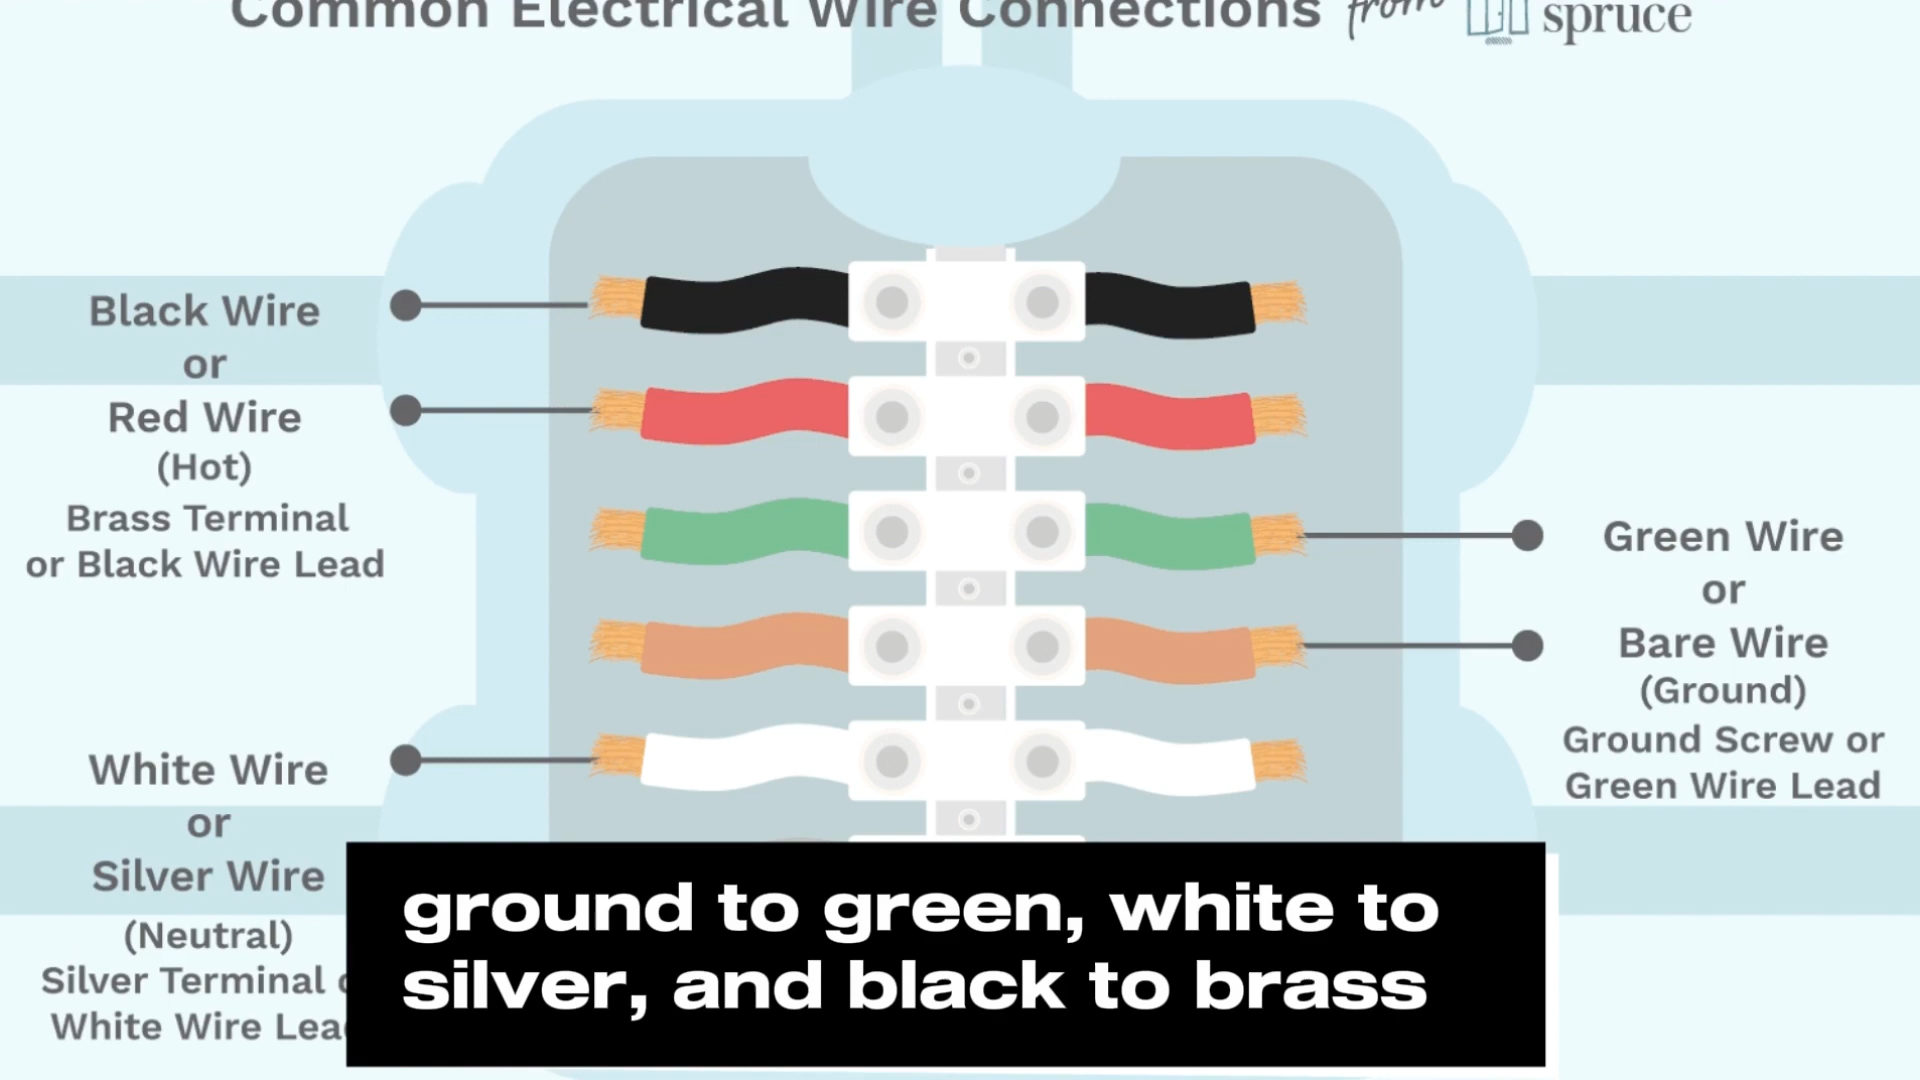 Common Electrical Wire Connections from spruce
Black Wire
or
Red Wire
(Hot)
Brass Terminal
or Black Wire Lead
Green Wire
or
Bare Wire
(Ground)
Ground Screw or
Green Wire Lead
White Wire
or
Silver Wire
(Neutral)
Silver Terminal
White Wire
ground to green, white to
silver, and black to brass